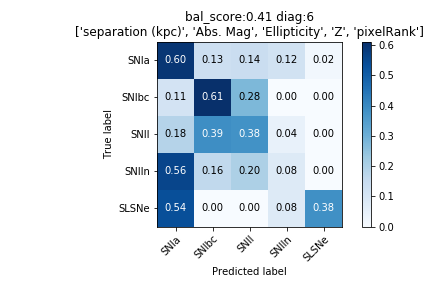 bal_score:0.41 diag:6
['separation (kpc)', 'Abs. Mag', 'Ellipticity', 'Z', 'pixelRank']
True label
SNIa 0.60 0.13 0.14 0.12 0.02
SNIbc 0.11 0.61 0.28 0.00 0.00
SNII 0.18 0.39 0.38 0.04 0.00
SNIIn 0.56 0.16 0.20 0.08 0.00
SLSNe 0.54 0.00 0.00 0.08 0.38
SNIa SNIbc SNII SNIIn SLSNe
Predicted label
0.6
0.5
0.4
0.3
0.2
0.1
0.0